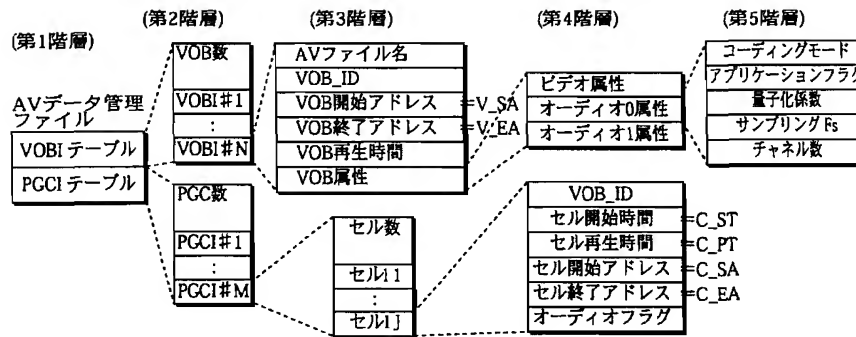 (第1階層)
(第2階層)
(第3階層)
(第4階層)
(第5階層)
AVデータ管理
ファイル
VOBIテーブル
PGCIテーブル
VOB数
VOBI#1
:
VOBI#N
PGC数
PGCI#1
:
PGCI#M
AVファイル名
VOB_ID
VOB開始アドレス =V_SA
VOB終了アドレス =V_EA
VOB再生時間
VOB属性
セル数
セル11
:
セル1J
ビデオ属性
オーディオ0属性
オーディオ1属性
VOB_ID
セル開始時間 =C_ST
セル再生時間 =C_PT
セル開始アドレス =C_SA
セル終了アドレス =C_EA
オーディオフラグ
コーディングモード
アプリケーションフラグ
量子化係数
サンプリングFs
チャネル数